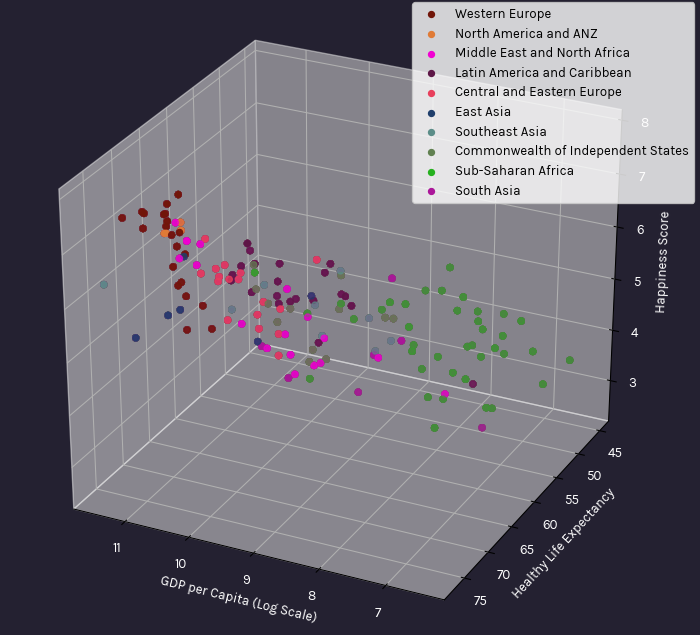 Western Europe
North America and ANZ
Middle East and North Africa
Latin America and Caribbean
Central and Eastern Europe
East Asia
Southeast Asia
Commonwealth of Independent States
Sub-Saharan Africa
South Asia
8
7
6
5
4
3
Happiness Score
45
50
55
60
65
70
75
Healthy Life Expectancy
11
10
9
8
7
GDP per Capita (Log Scale)